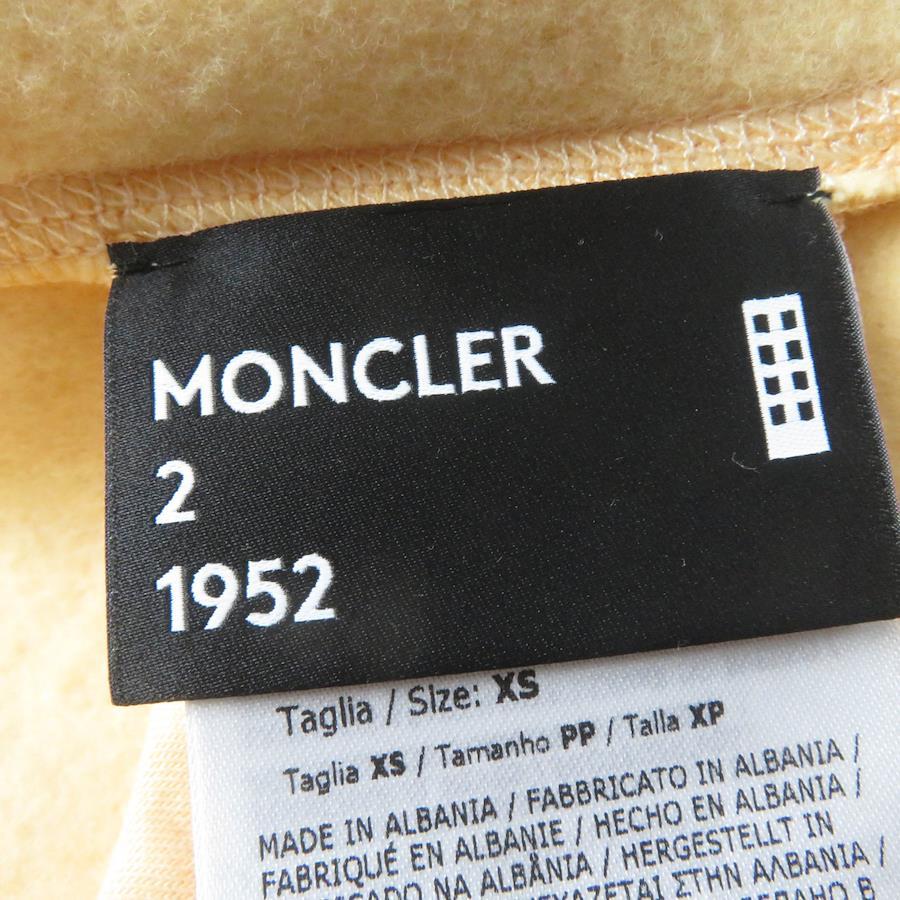 MONCLER
2
1952
Taglia / Size: XS
Taglia XS / Tamanho PP / Talla XP
MADE IN ALBANIA / FABBRICATO IN ALBANIA /
FABRIQUÉ EN ALBANIE / HECHO EN ALBANIA /
NA ALBÂNIA / HERGESTELLT IN
ΣΤΗΝ ΑΛΒΑΝΙΑ /